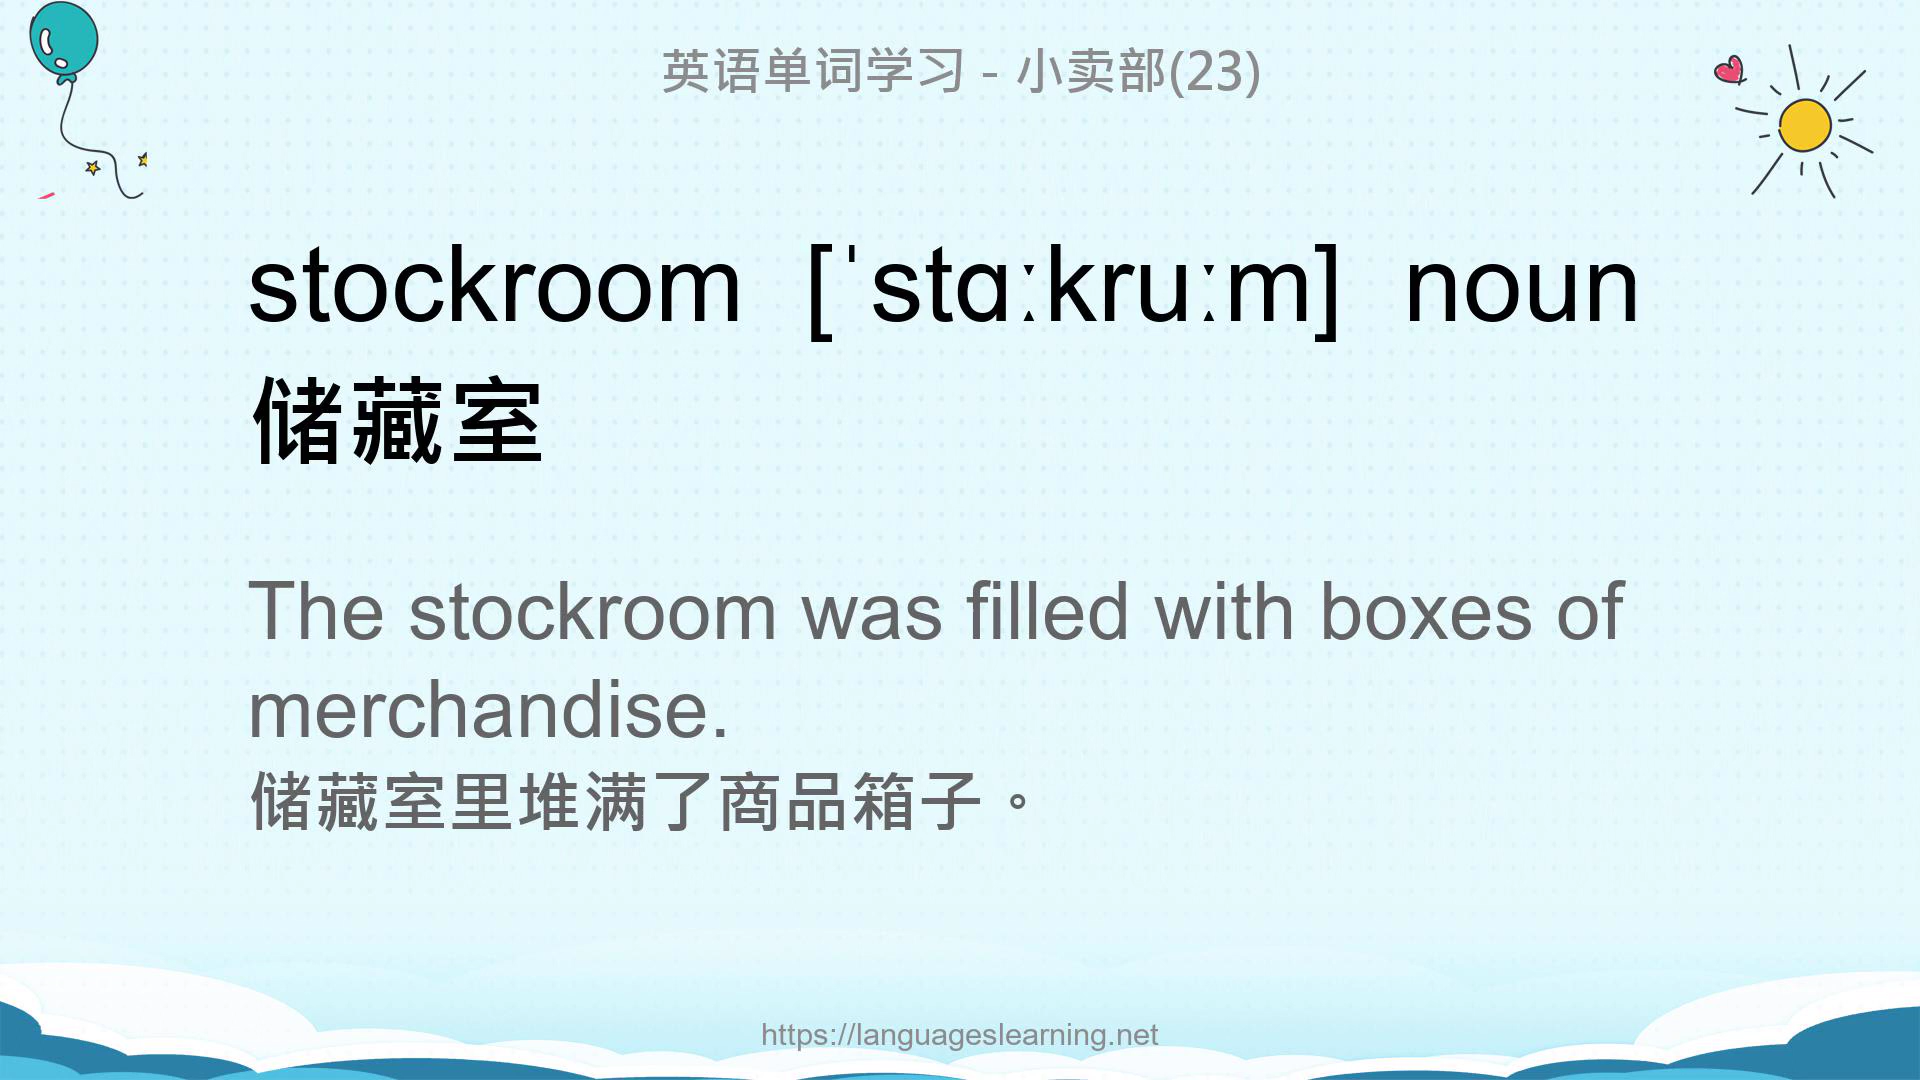 英语单词学习 - 小卖部(23)
stockroom [ˈstɑːkruːm] noun
储藏室
The stockroom was filled with boxes of
merchandise.
储藏室里堆满了商品箱子。
https://languageslearning.net